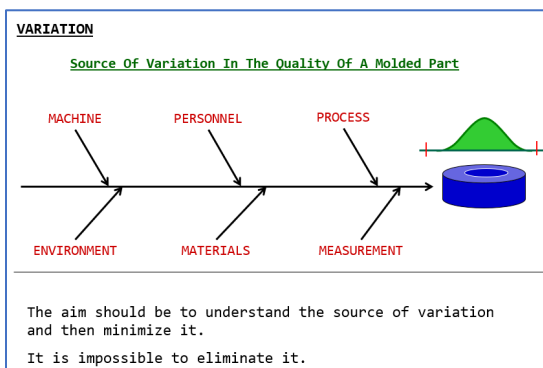 VARIATION
Source Of Variation In The Quality Of A Molded Part
MACHINE
PERSONNEL
PROCESS
ENVIRONMENT
MATERIALS
MEASUREMENT
The aim should be to understand the source of variation
and then minimize it.
It is impossible to eliminate it.